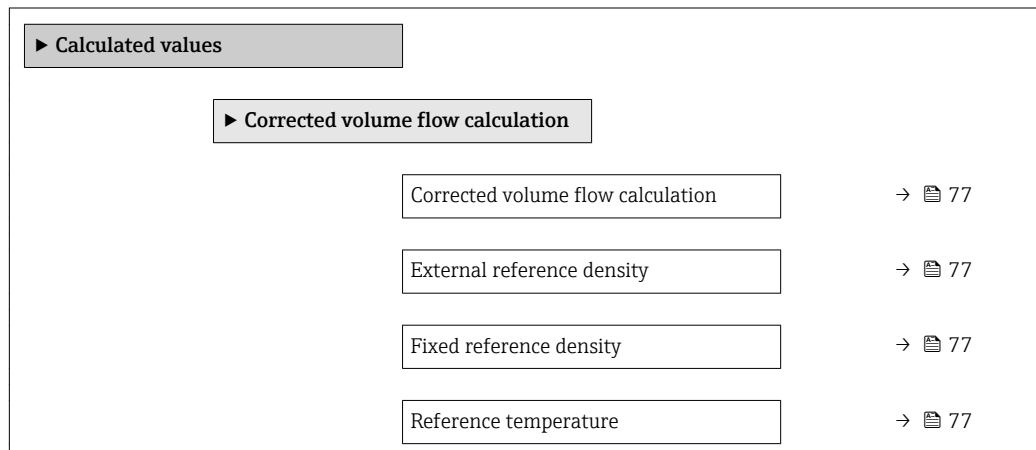 ▶ Calculated values
▶ Corrected volume flow calculation
Corrected volume flow calculation → 77
External reference density → 77
Fixed reference density → 77
Reference temperature → 77